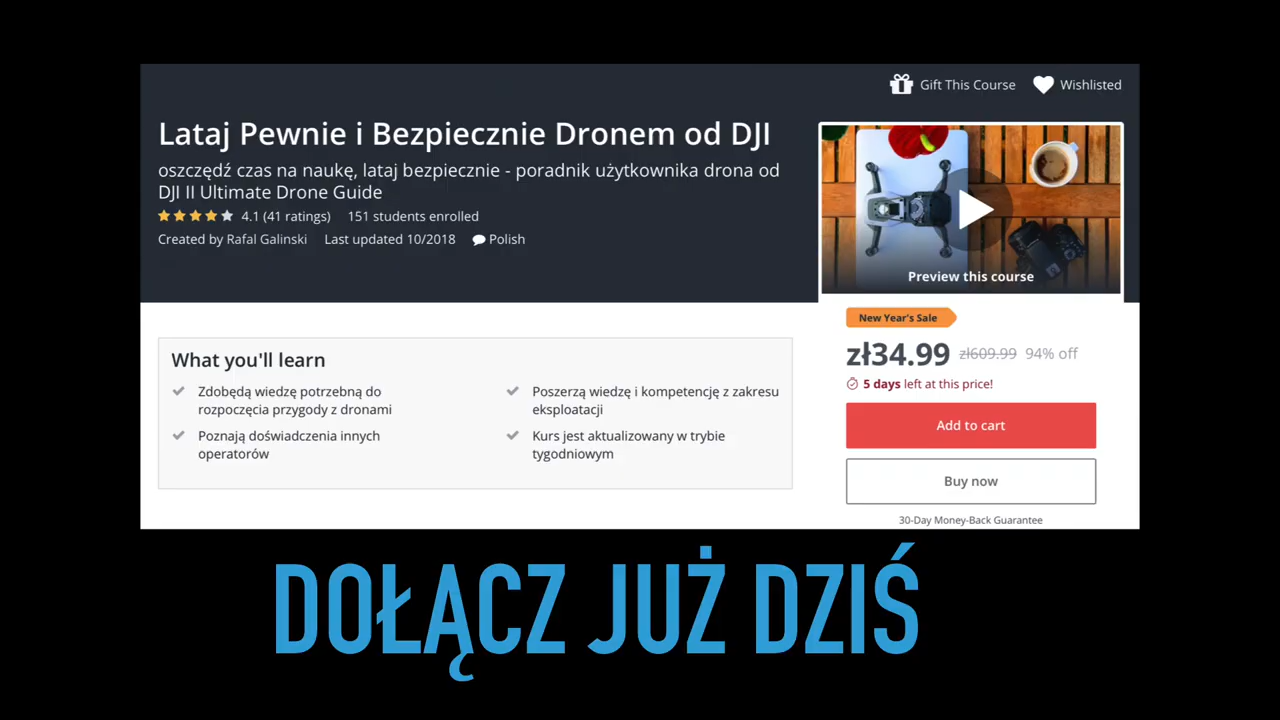 Gift This Course Wishlisted
Lataj Pewnie i Bezpiecznie Dronem od DJI
oszczędź czas na naukę, lataj bezpiecznie - poradnik użytkownika drona od
DJI II Ultimate Drone Guide
4.1 (41 ratings) 151 students enrolled
Created by Rafal Galinski Last updated 10/2018 Polish
Preview this course
What you'll learn
Zdobędą wiedzę potrzebną do
rozpoczęcia przygody z dronami
Poznają doświadczenia innych
operatorów
Poszerzą wiedzę i kompetencję z zakresu
eksploatacji
Kurs jest aktualizowany w trybie
tygodniowym
New Year's Sale
zł34.99 zł609.99 94% off
5 days left at this price!
Add to cart
Buy now
30-Day Money-Back Guarantee
DOŁĄCZ JUŻ DZIŚ